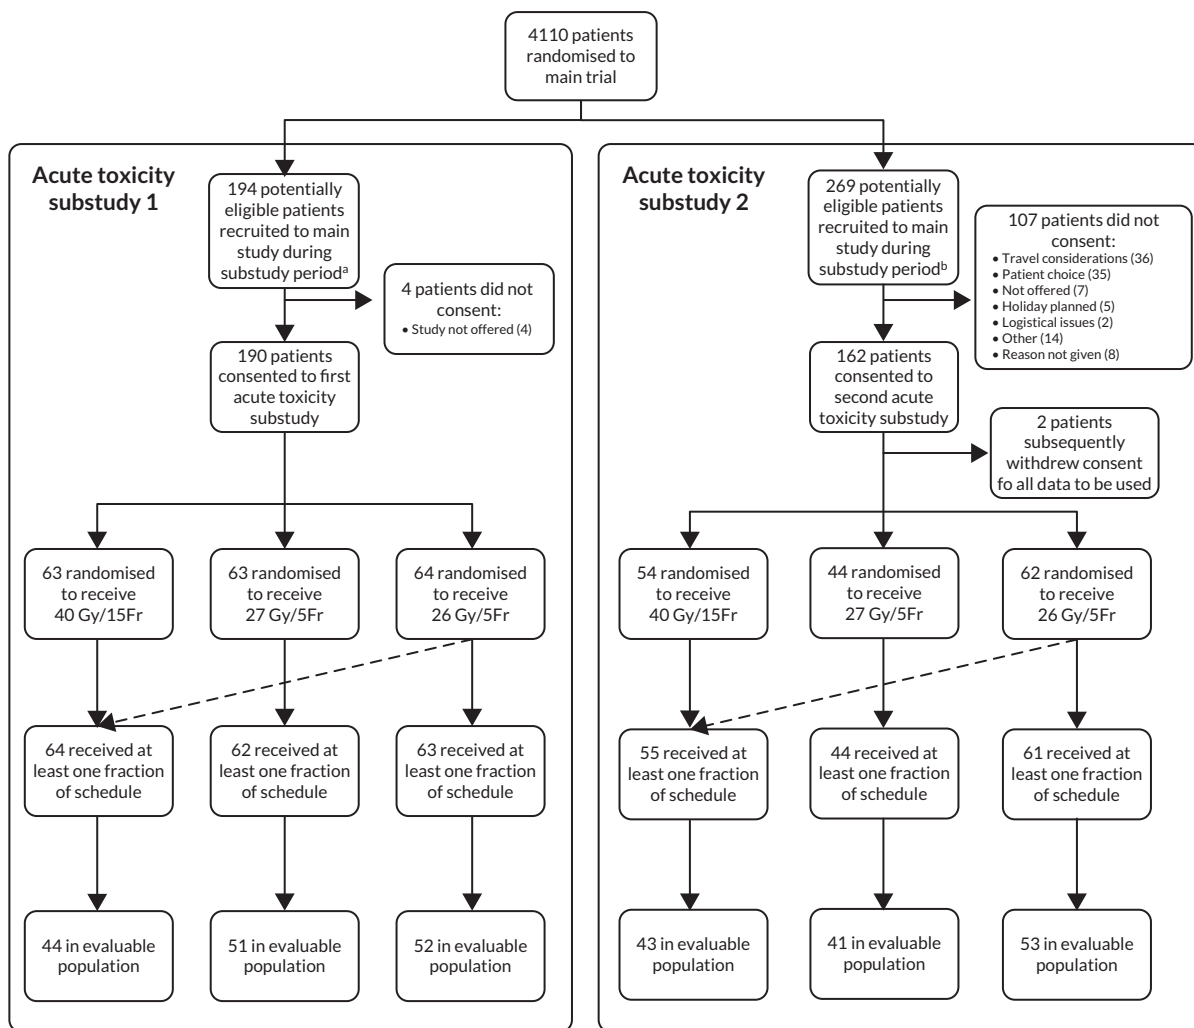 4110 patients
randomised to
main trial
Acute toxicity
substudy 1
194 potentially
eligible patients
recruited to main
study during
substudy periodᵃ
4 patients did not
consent:
• Study not offered (4)
190 patients
consented to first
acute toxicity
substudy
63 randomised
to receive
40 Gy/15Fr
63 randomised
to receive
27 Gy/5Fr
64 randomised
to receive
26 Gy/5Fr
64 received at
least one fraction
of schedule
62 received at
least one fraction
of schedule
63 received at
least one fraction
of schedule
44 in evaluable
population
51 in evaluable
population
52 in evaluable
population
Acute toxicity
substudy 2
269 potentially
eligible patients
recruited to main
study during
substudy periodᵇ
107 patients did not
consent:
• Travel considerations (36)
• Patient choice (35)
• Not offered (7)
• Holiday planned (5)
• Logistical issues (2)
• Other (14)
• Reason not given (8)
162 patients
consented to
second acute
toxicity substudy
2 patients
subsequently
withdrew consent
fo all data to be used
54 randomised
to receive
40 Gy/15Fr
44 randomised
to receive
27 Gy/5Fr
62 randomised
to receive
26 Gy/5Fr
55 received at
least one fraction
of schedule
44 received at
least one fraction
of schedule
61 received at
least one fraction
of schedule
43 in evaluable
population
41 in evaluable
population
53 in evaluable
population